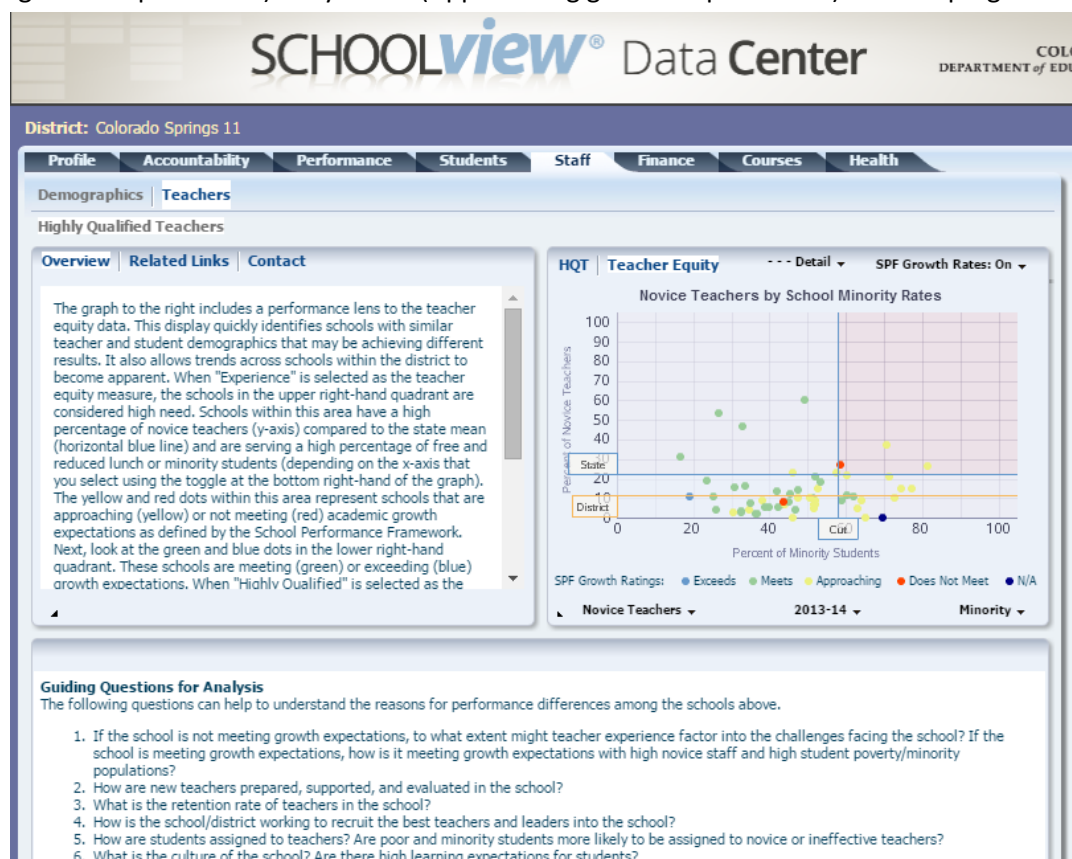 SCHOOLview® Data Center
DEPARTMENT of
District: Colorado Springs 11
Profile Accountability Performance Students Staff Finance Courses Health
Demographics | Teachers
Highly Qualified Teachers
Overview | Related Links | Contact
The graph to the right includes a performance lens to the teacher
equity data. This display quickly identifies schools with similar
teacher and student demographics that may be achieving different
results. It also allows trends across schools within the district to
become apparent. When "Experience" is selected as the teacher
equity measure, the schools in the upper right-hand quadrant are
considered high need. Schools within this area have a high
percentage of novice teachers (y-axis) compared to the state mean
(horizontal blue line) and are serving a high percentage of free and
reduced lunch or minority students (depending on the x-axis that
you select using the toggle at the bottom right-hand of the graph).
The yellow and red dots within this area represent schools that are
approaching (yellow) or not meeting (red) academic growth
expectations as defined by the School Performance Framework.
Next, look at the green and blue dots in the lower right-hand
quadrant. These schools are meeting (green) or exceeding (blue)
growth expectations. When "Highly Qualified" is selected as the
HQT | Teacher Equity - - - Detail SPF Growth Rates: On
Novice Teachers by School Minority Rates
Percent of Novice Teachers
100
90
80
70
60
50
40
State
20
10
District
0 20 40 Cut 60 80 100
Percent of Minority Students
SPF Growth Ratings: Exceeds Meets Approaching Does Not Meet N/A
Novice Teachers 2013-14 Minority
Guiding Questions for Analysis
The following questions can help to understand the reasons for performance differences among the schools above.
1. If the school is not meeting growth expectations, to what extent might teacher experience factor into the challenges facing the school? If the
school is meeting growth expectations, how is it meeting growth expectations with high novice staff and high student poverty/minority
populations?
2. How are new teachers prepared, supported, and evaluated in the school?
3. What is the retention rate of teachers in the school?
4. How is the school/district working to recruit the best teachers and leaders into the school?
5. How are students assigned to teachers? Are poor and minority students more likely to be assigned to novice or ineffective teachers?
6. What is the culture of the school? Are there high learning expectations for students?